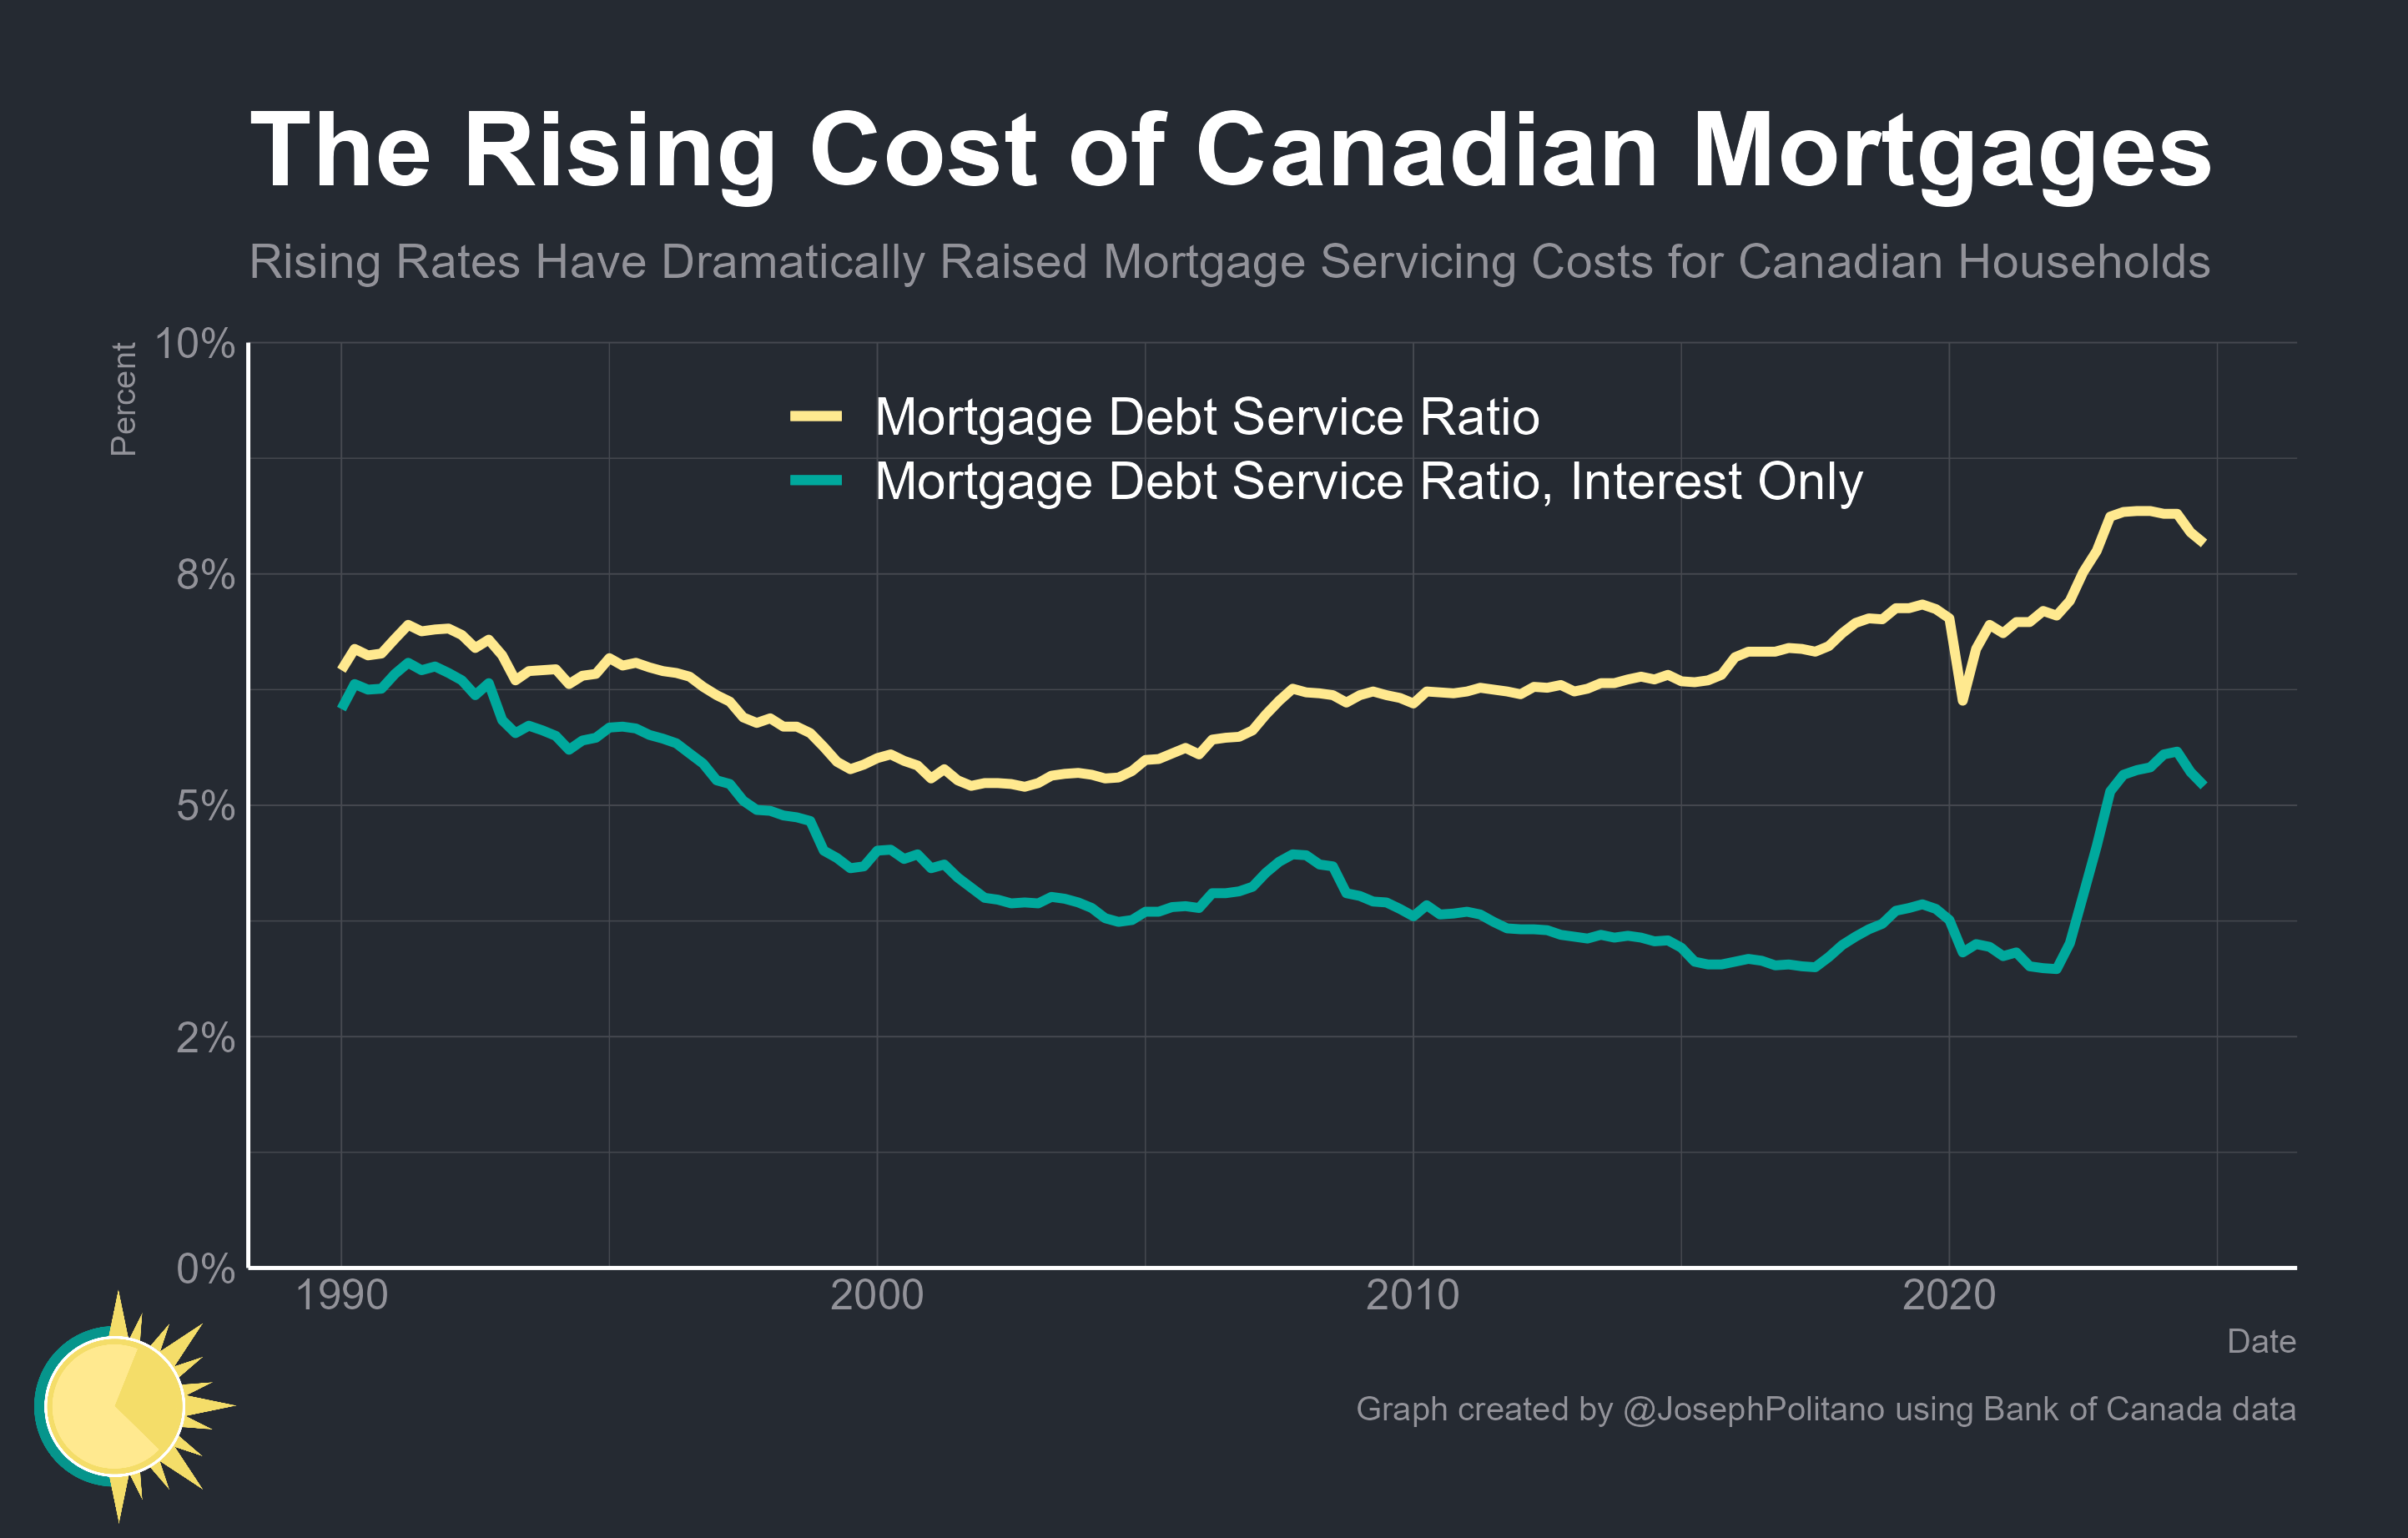 The Rising Cost of Canadian Mortgages
Rising Rates Have Dramatically Raised Mortgage Servicing Costs for Canadian Households
Percent
10%
8%
5%
2%
0%
Mortgage Debt Service Ratio
Mortgage Debt Service Ratio, Interest Only
1990 2000 2010 2020
Date
Graph created by @JosephPolitano using Bank of Canada data